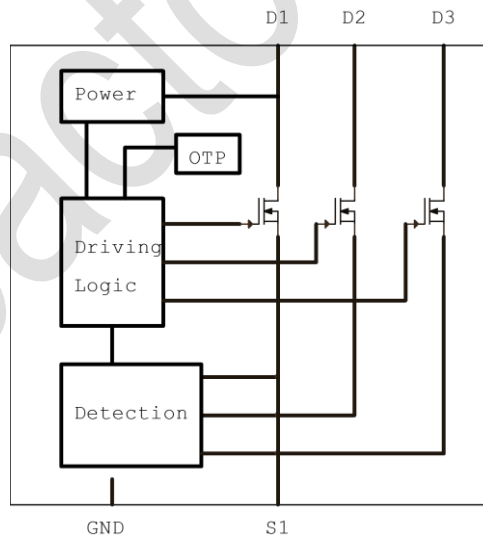 D1 D2 D3
Power
OTP
Driving
Logic
Detection
GND S1